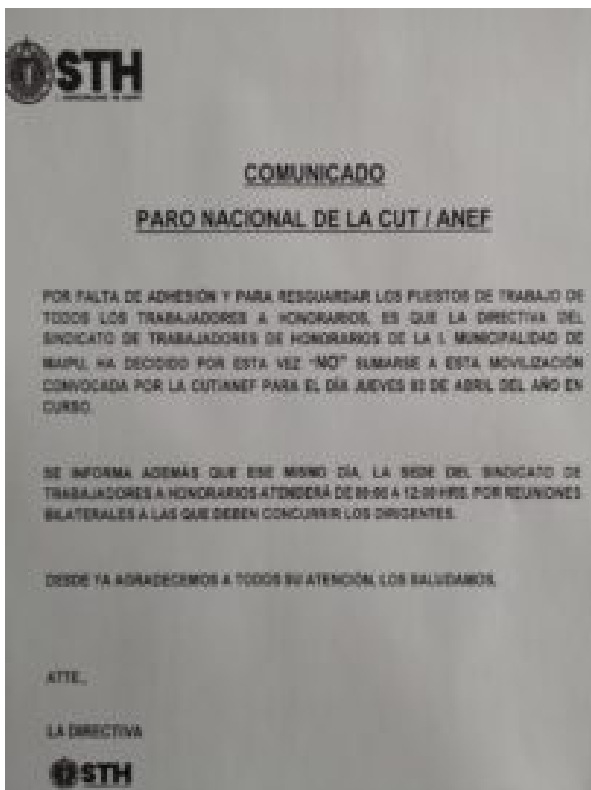 STH
COMUNICADO
PARO NACIONAL DE LA CUT / ANEF
POR FALTA DE ADHESIÓN Y PARA RESGUARDAR LOS PUESTOS DE TRABAJO DE
TODOS LOS TRABAJADORES A HONORARIOS, ES QUE LA DIRECTIVA DEL
SINDICATO DE TRABAJADORES DE HONORARIOS DE LA I. MUNICIPALIDAD DE
MAIPU, HA DECIDIDO POR ESTA VEZ "NO" SUMARSE A ESTA MOVILIZACIÓN
CONVOCADA POR LA CUT/ANEF PARA EL DÍA JUEVES 03 DE ABRIL DEL AÑO EN
CURSO.
SE INFORMA ADEMÁS QUE ESE MISMO DÍA, LA SEDE DEL SINDICATO DE
TRABAJADORES A HONORARIOS ATENDERÁ DE A 12:00 HRS. POR REUNIONES
BILATERALES A LAS QUE DEBEN CONCURRIR LOS DIRIGENTES.
DESDE YA AGRADECEMOS A TODOS SU ATENCIÓN, LOS SALUDAMOS,
ATTE.,
LA DIRECTIVA
STH